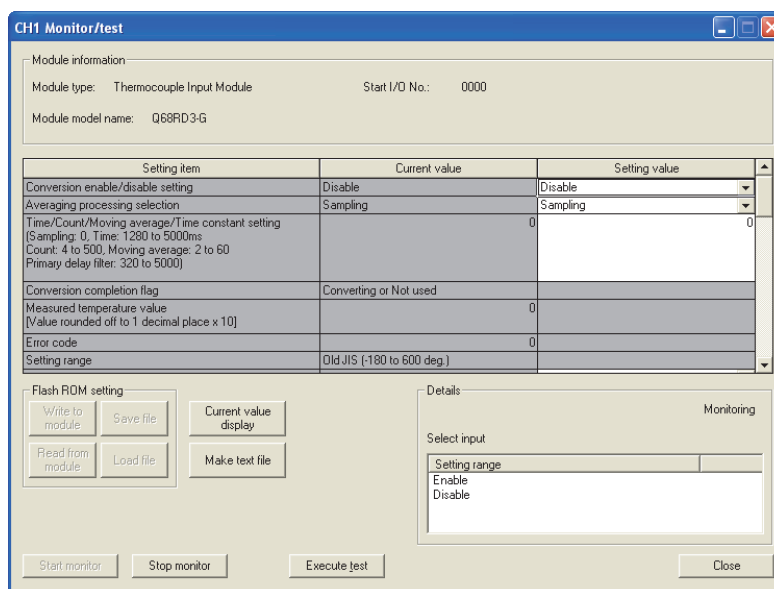 CH1 Monitor/test
Module information
Module type: Thermocouple Input Module Start I/O No.: 0000
Module model name: Q68RD3-G
Setting item Current value Setting value
Conversion enable/disable setting Disable Disable
Averaging processing selection Sampling Sampling
Time/Count/Moving average/Time constant setting 0 0
(Sampling: 0, Time: 1280 to 5000ms
Count: 4 to 500, Moving average: 2 to 60
Primary delay filter: 320 to 5000)
Conversion completion flag Converting or Not used
Measured temperature value 0
[Value rounded off to 1 decimal place x 10]
Error code 0
Setting range Old JIS (-180 to 600 deg.)
Flash ROM setting
Write to module
Save file
Current value display
Read from module
Load file
Make text file
Details
Monitoring
Select input
Setting range
Enable
Disable
Start monitor Stop monitor Execute test Close